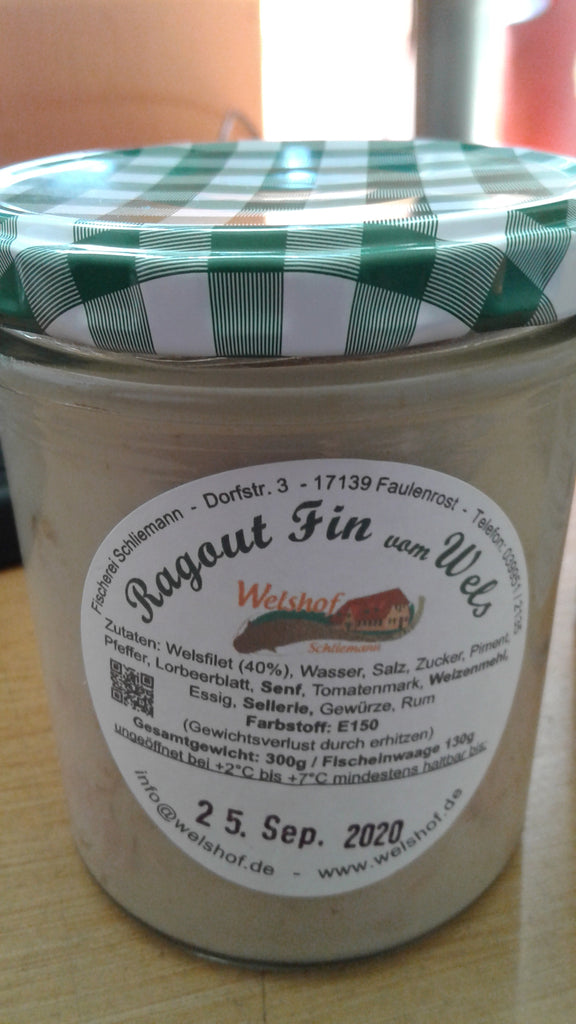 Fischerei Schliemann - Dorfstr. 3 - 17139 Faulenrost - Telefon:
Ragout Fin vom Wels
Welshof
Schliemann
Zutaten: Welsfilet (40%), Wasser, Salz, Zucker, Piment,
Pfeffer, Lorbeerblatt, Senf, Tomatenmark, Weizenmehl,
Essig, Sellerie, Gewürze, Rum
Farbstoff: E150
(Gewichtsverlust durch erhitzen)
Gesamtgewicht: 300g / Fischeinwaage 130g
ungeöffnet bei +2°C bis +7°C mindestens haltbar bis:
25. Sep. 2020
info@welshof.de - www.welshof.de